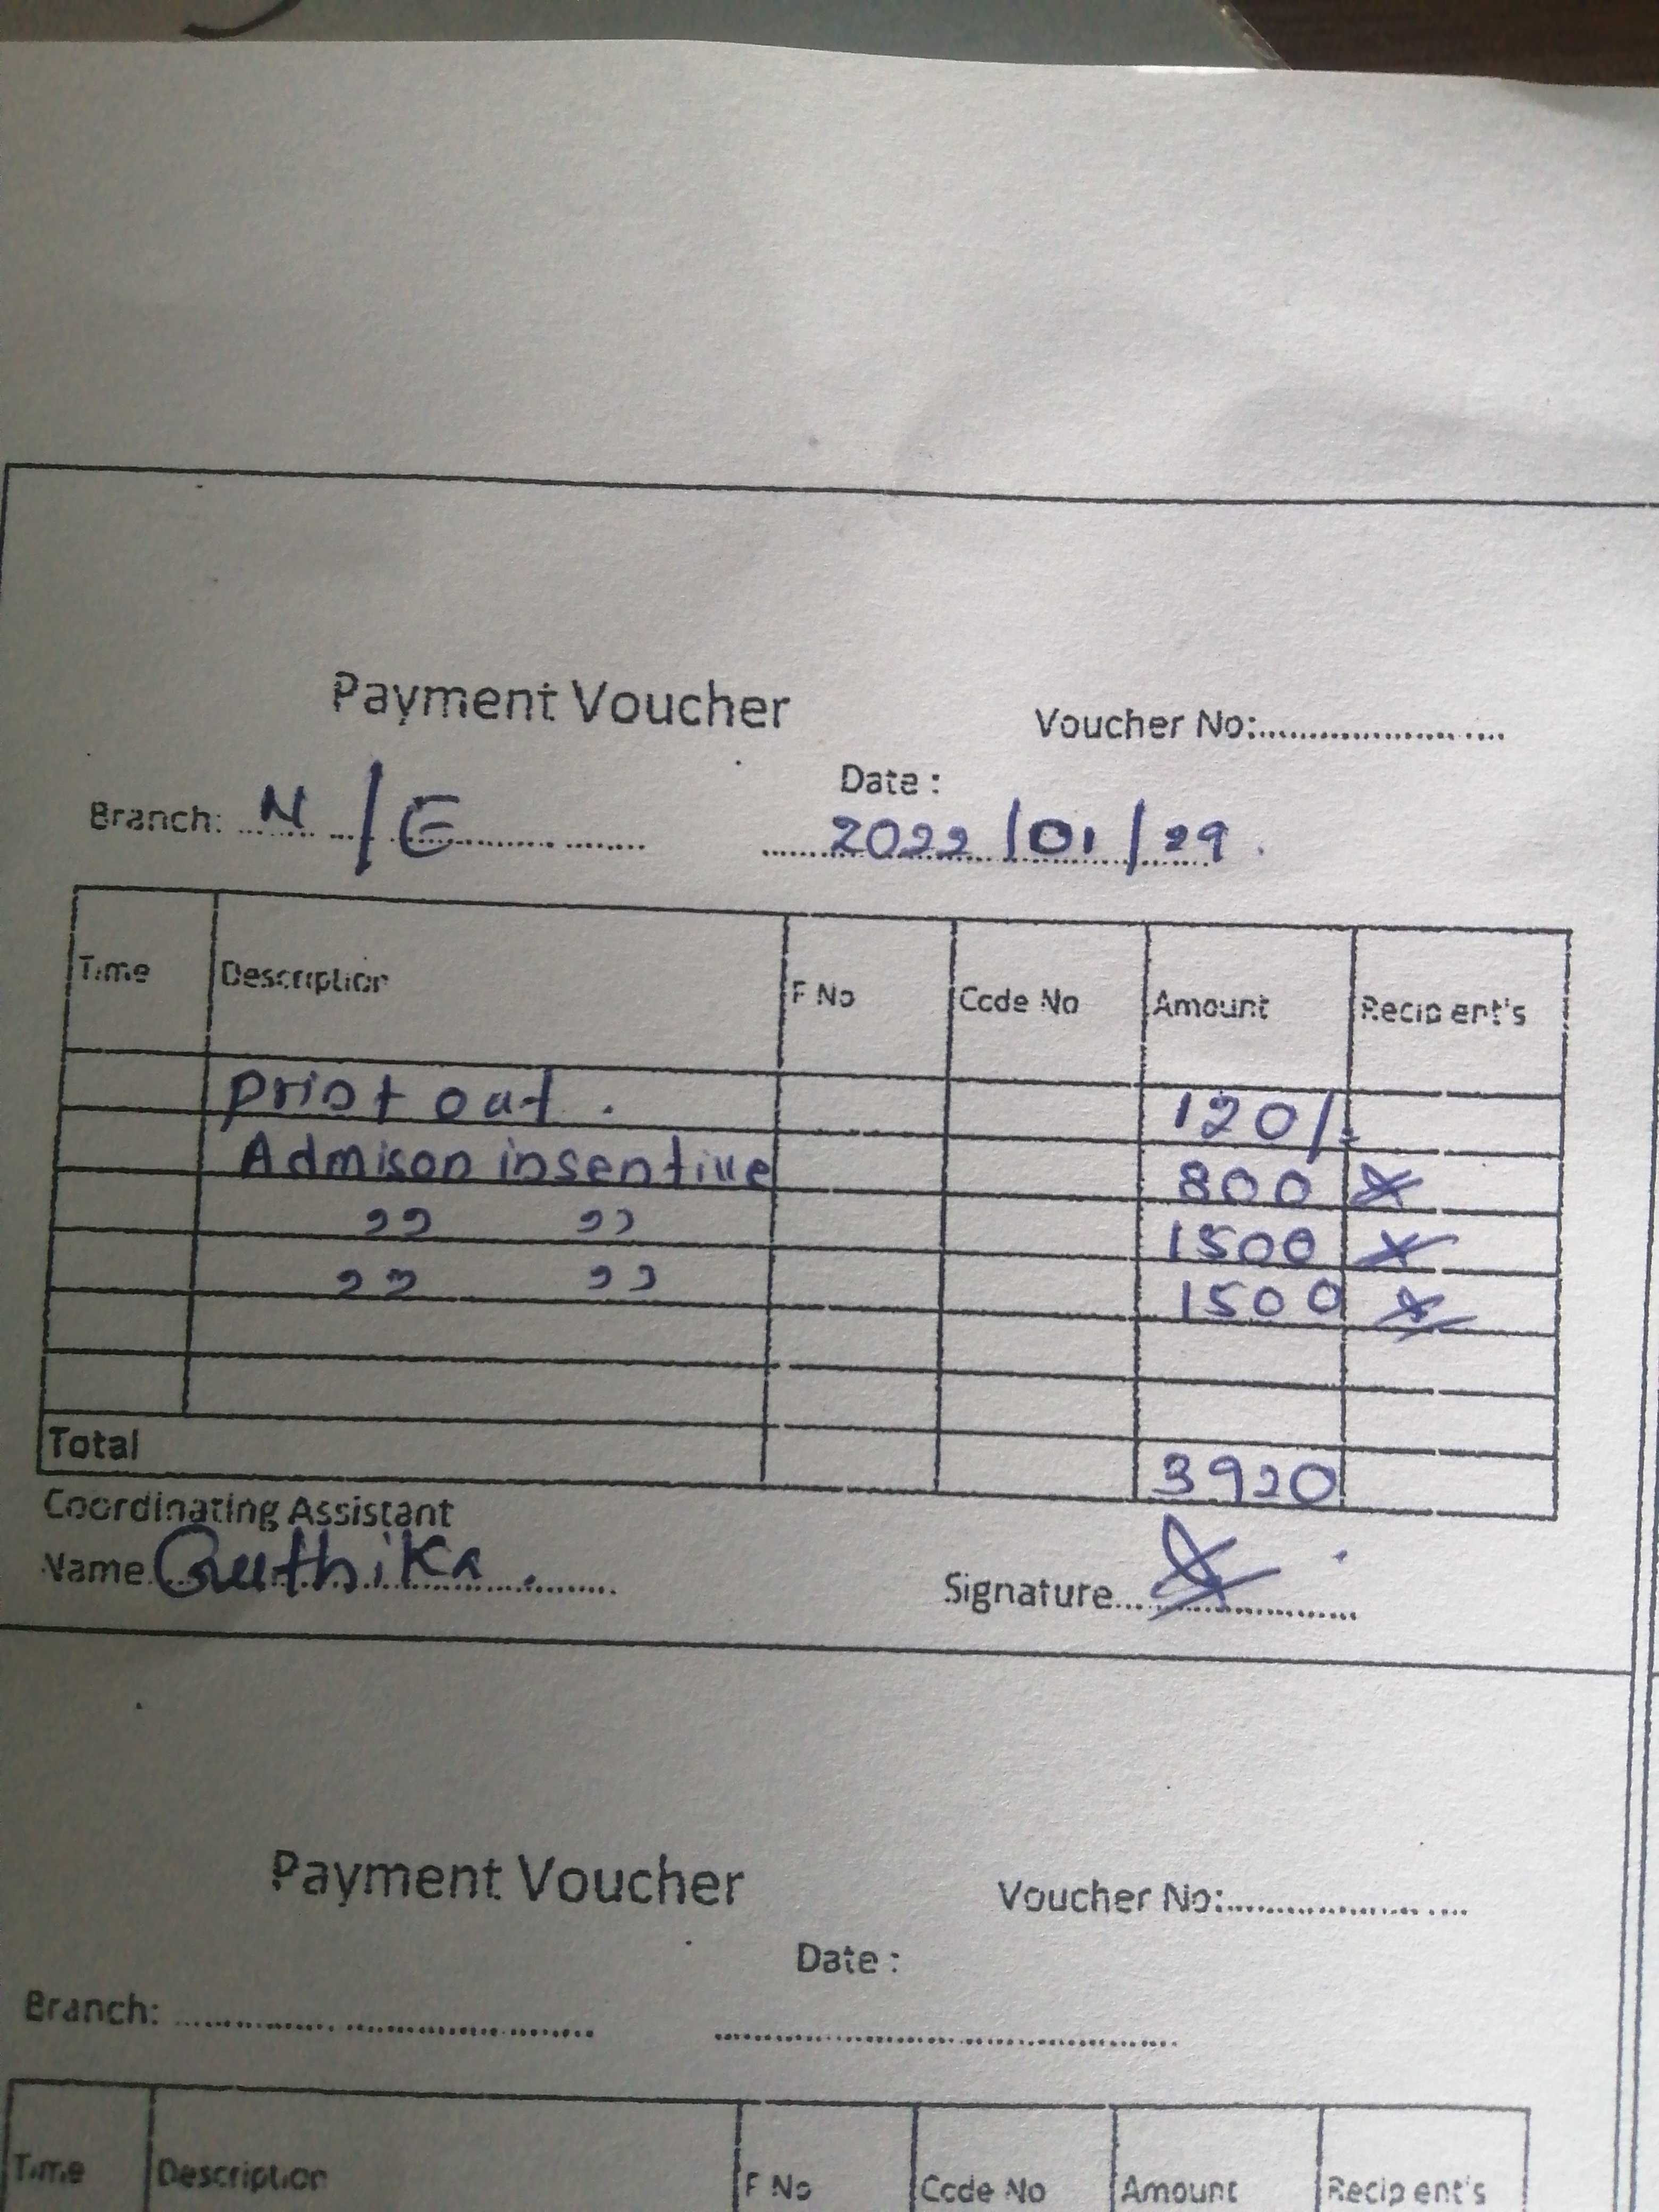 Payment Voucher
Voucher No:........................
Date :
Branch: N/E
2022/01/29.
Time Description F No Code No Amount Recipient's
print out. 120/-
Admison insentive 800
,, ,, 1500
,, ,, 1500
Total 3920
Coordinating Assistant
Name Ruthika. Signature........................
Payment Voucher
Voucher No:........................
Date :
Branch: ........................
Time Description F No Code No Amount Recipient's